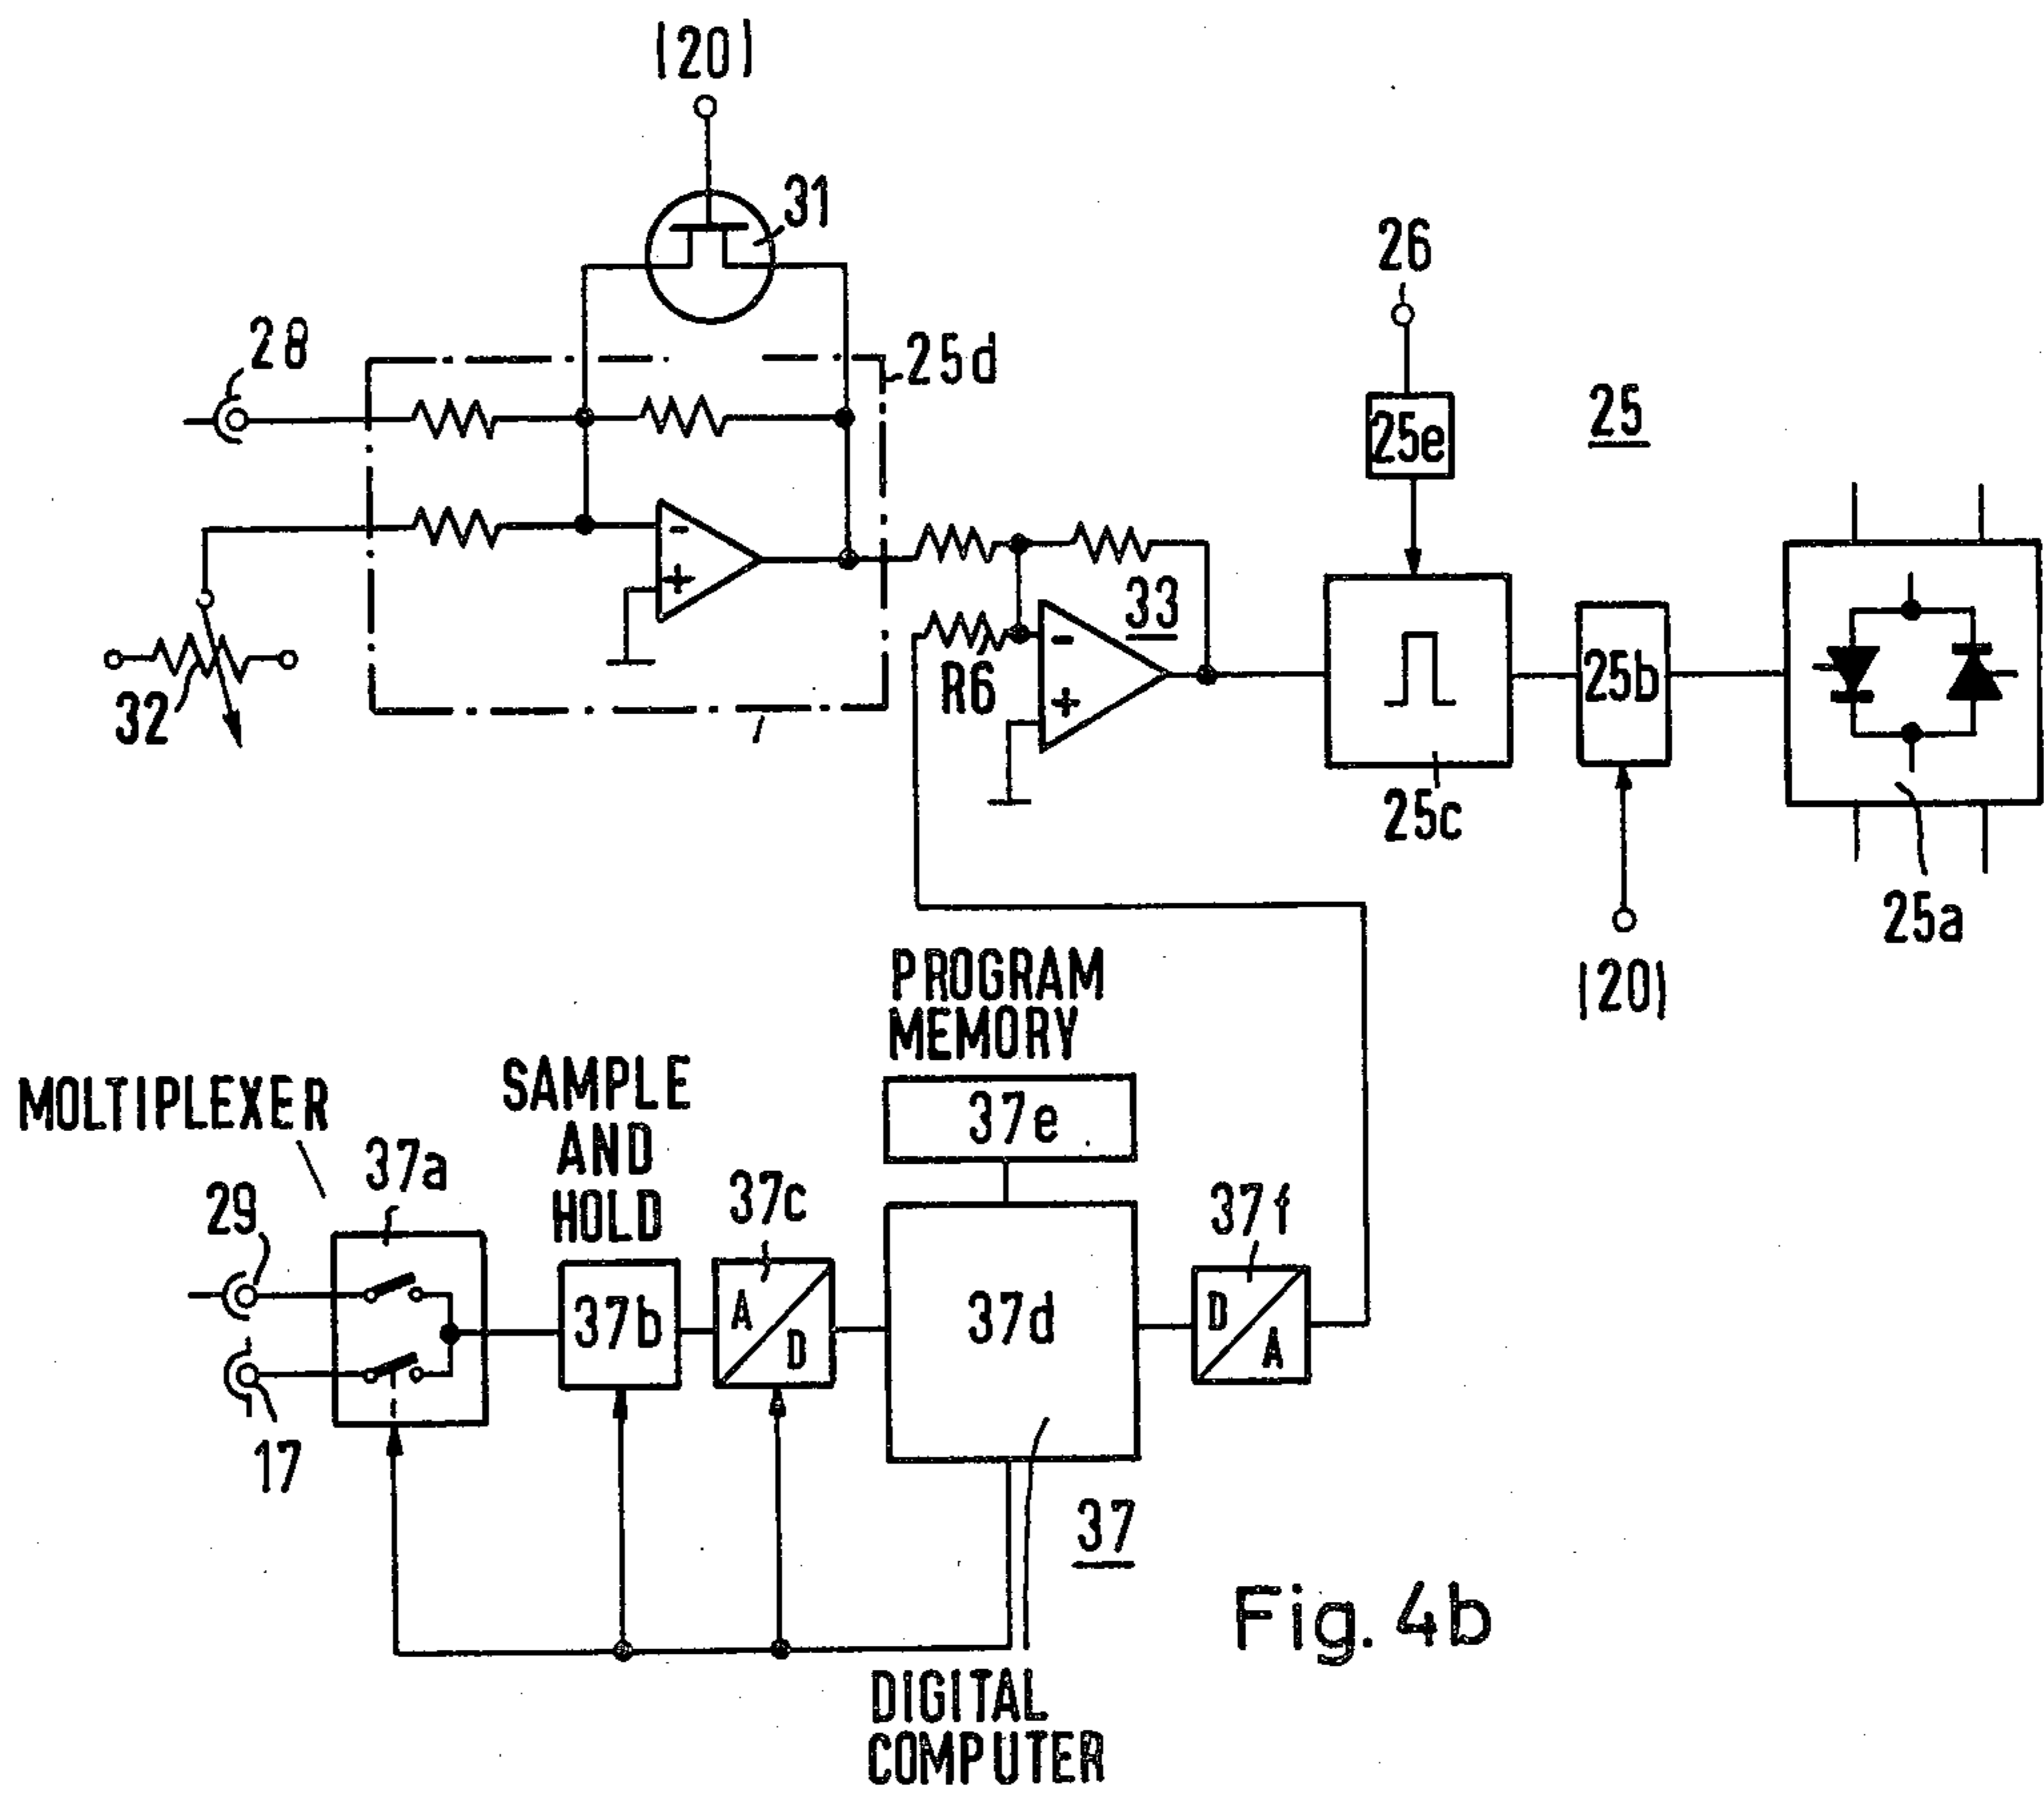 (20)
31
28
25d
26
25e
25
-
+
32
33
R6
-
+
25c
25b
25a
(20)
PROGRAM
MEMORY
37e
SAMPLE
AND
HOLD
MOLTIPLEXER
37a
37c
37f
29
37b
A
D
37d
D
A
17
37
Fig. 4b
DIGITAL
COMPUTER